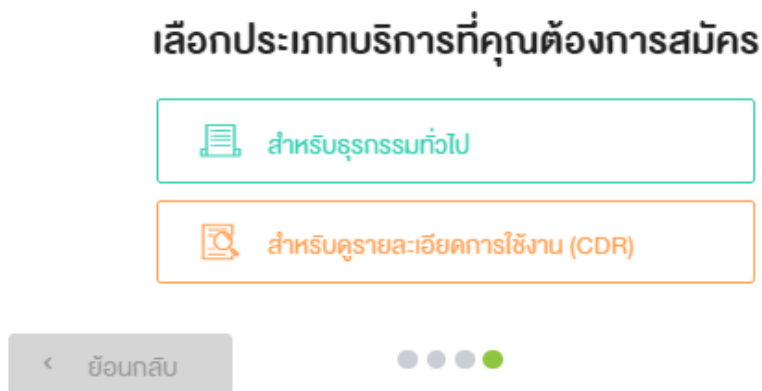 เลือกประเภทบริการที่คุณต้องการสมัคร
สำหรับธุรกรรมทั่วไป
สำหรับดูรายละเอียดการใช้งาน (CDR)
ย้อนกลับ